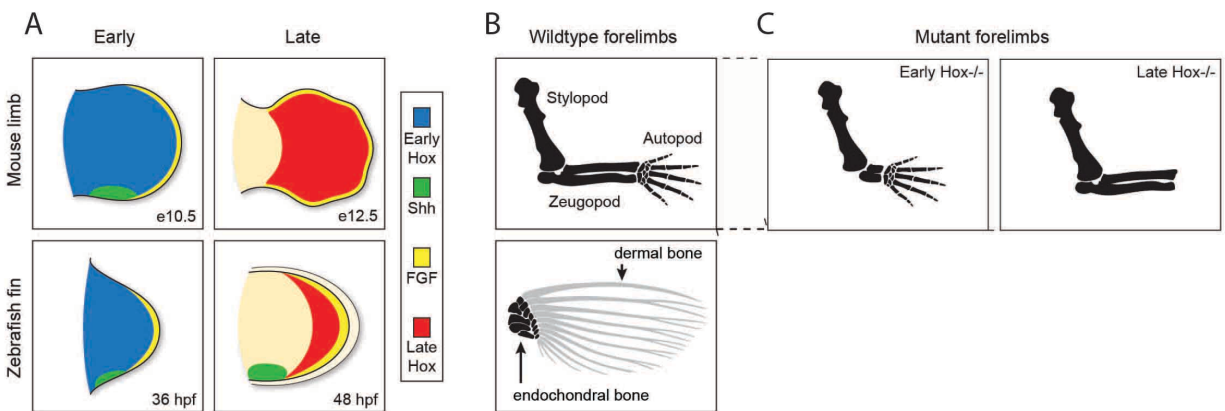 A
Early
Late
Mouse limb
e10.5
e12.5
Zebrafish fin
36 hpf
48 hpf
Early
Hox
Shh
FGF
Late
Hox
B
Wildtype forelimbs
Stylopod
Autopod
Zeugopod
dermal bone
endochondral bone
C
Mutant forelimbs
Early Hox-/-
Late Hox-/-